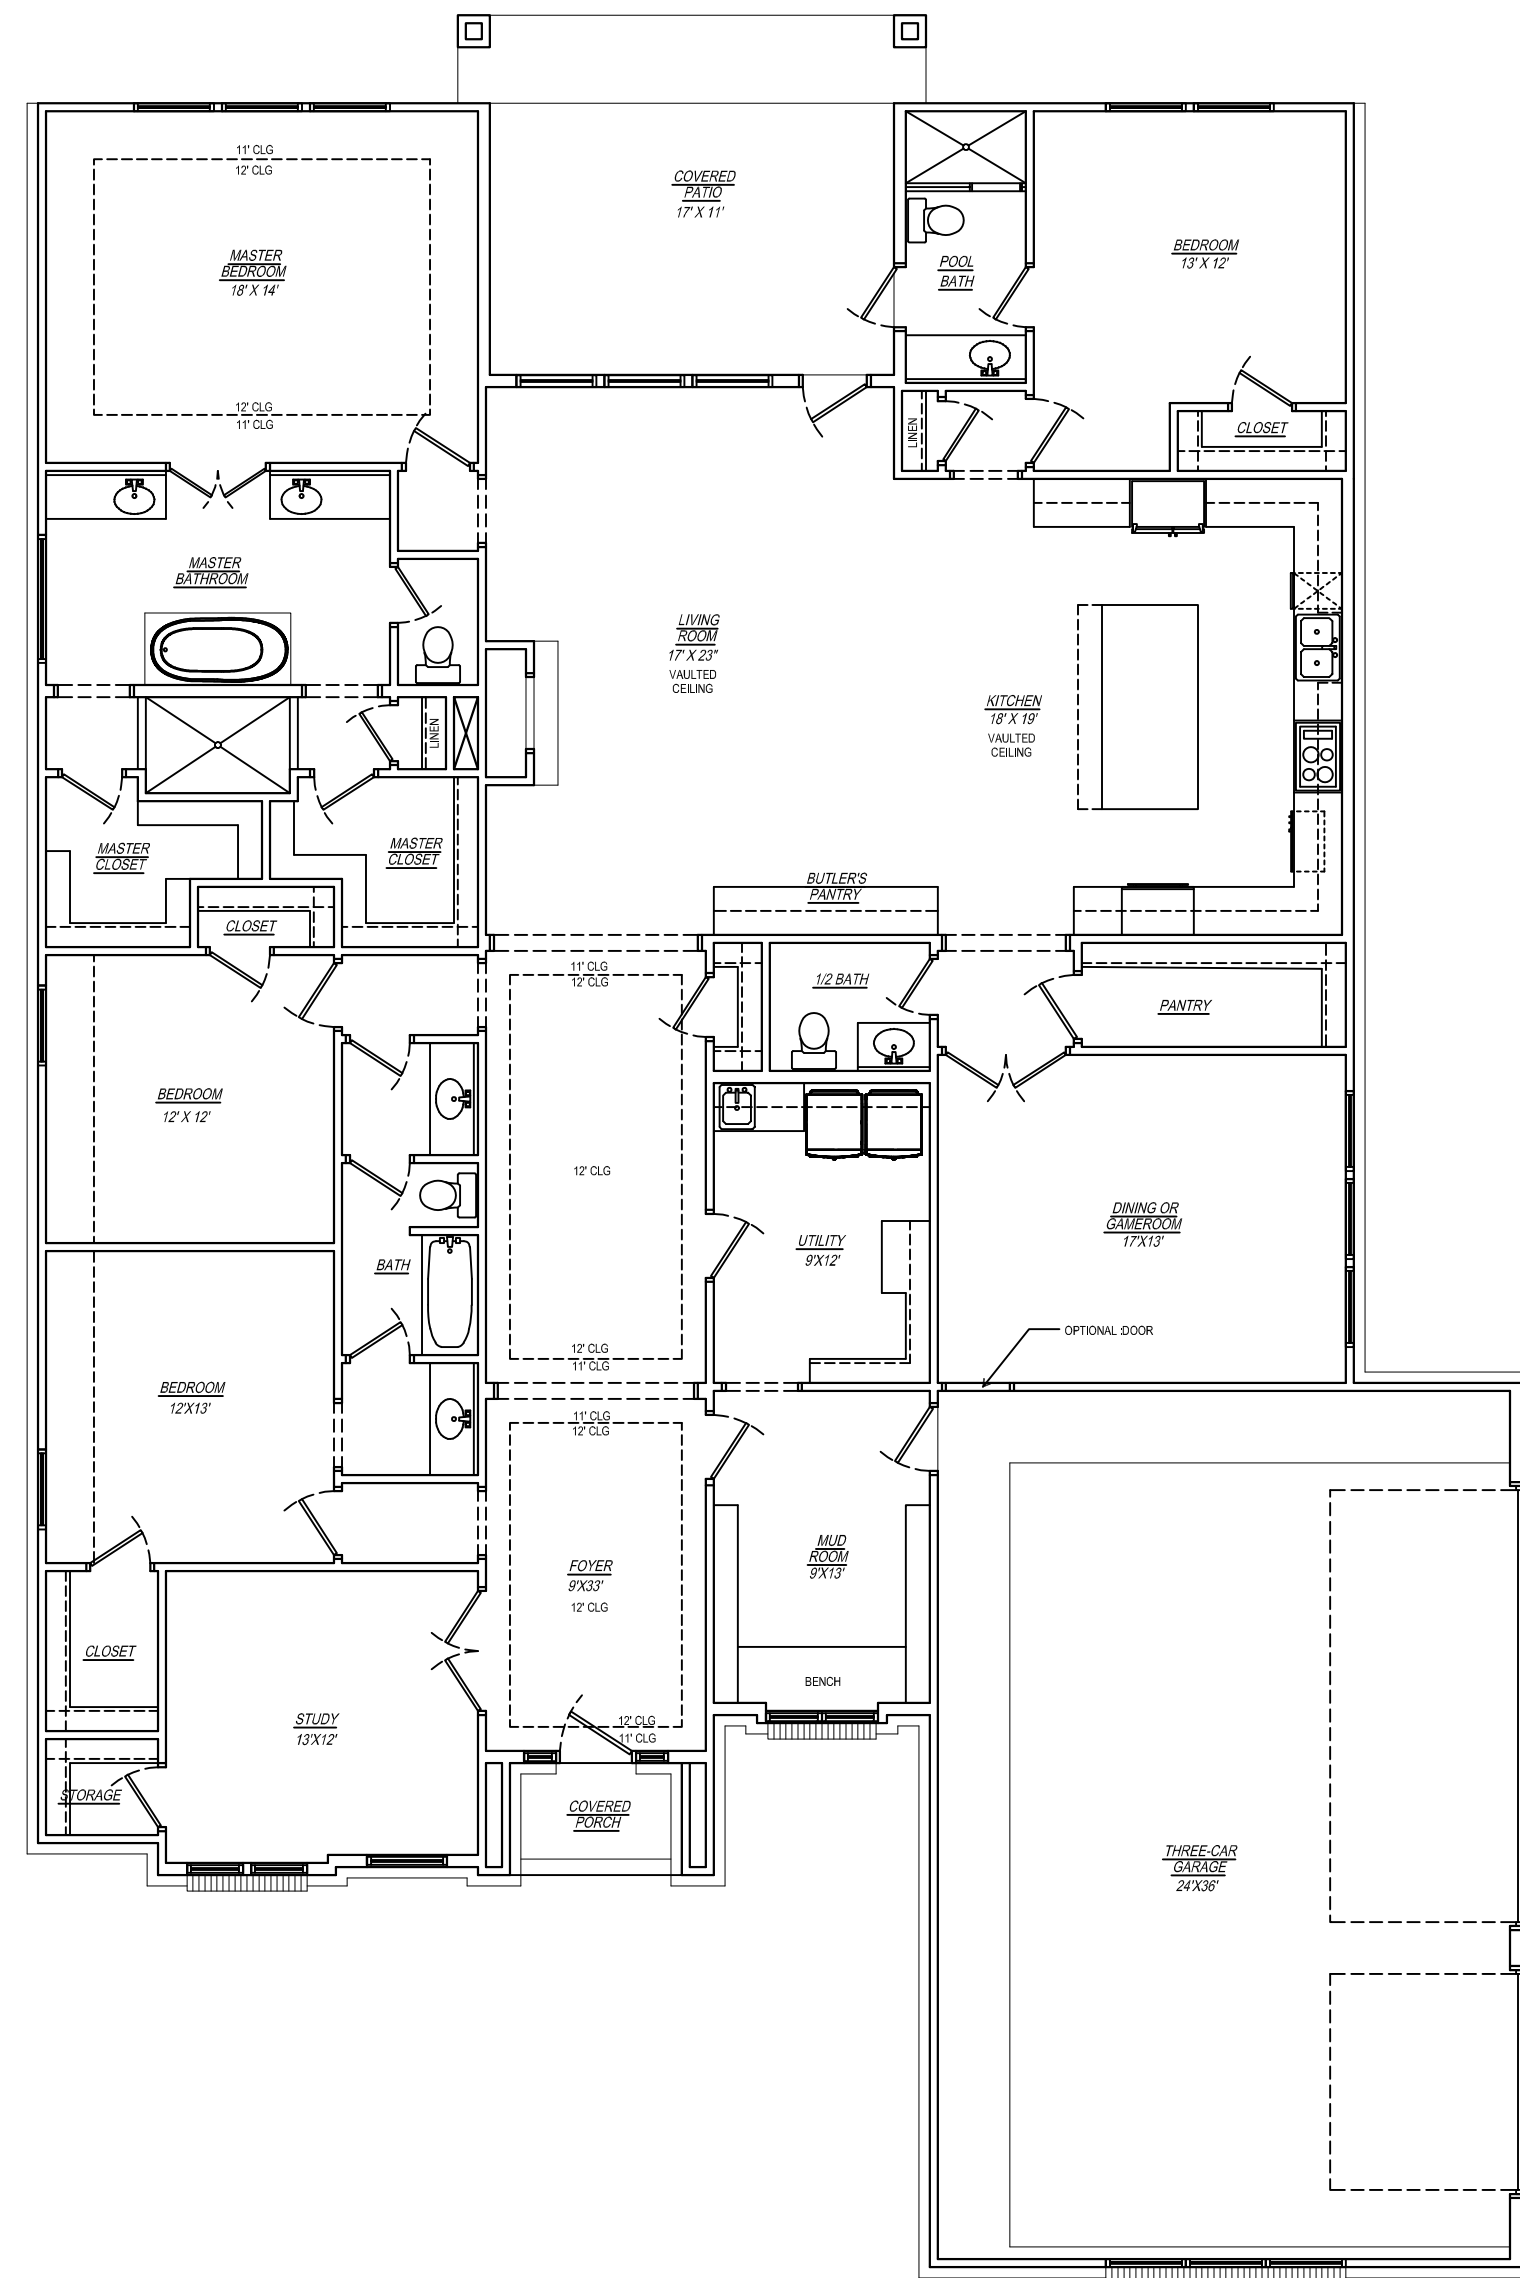 11' CLG
12' CLG
MASTER
BEDROOM
18' X 14'
12' CLG
11' CLG
COVERED
PATIO
17' X 11'
POOL
BATH
BEDROOM
13' X 12'
LINEN
CLOSET
MASTER
BATHROOM
LIVING
ROOM
17' X 23"
VAULTED
CEILING
KITCHEN
18' X 19'
VAULTED
CEILING
LINEN
MASTER
CLOSET
MASTER
CLOSET
BUTLER'S
PANTRY
CLOSET
11' CLG
12' CLG
1/2 BATH
PANTRY
BEDROOM
12' X 12'
12' CLG
DINING OR
GAMEROOM
17'X13'
UTILITY
9'X12'
BATH
OPTIONAL :DOOR
12' CLG
11' CLG
BEDROOM
12'X13'
11' CLG
12' CLG
MUD
ROOM
9'X13'
FOYER
9'X33'
12' CLG
CLOSET
BENCH
STUDY
13'X12'
12' CLG
11' CLG
STORAGE
COVERED
PORCH
THREE-CAR
GARAGE
24'X36'